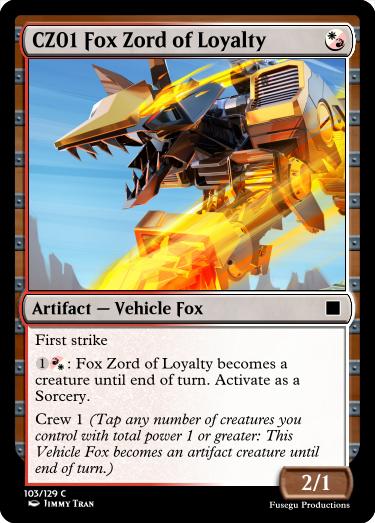 CZ01 Fox Zord of Loyalty
Artifact — Vehicle Fox
First strike
1: Fox Zord of Loyalty becomes a
creature until end of turn. Activate as a
Sorcery.
Crew 1 (Tap any number of creatures you
control with total power 1 or greater: This
Vehicle Fox becomes an artifact creature until
end of turn.)
2/1
103/129 C
Jimmy Tran
Fusegu Productions